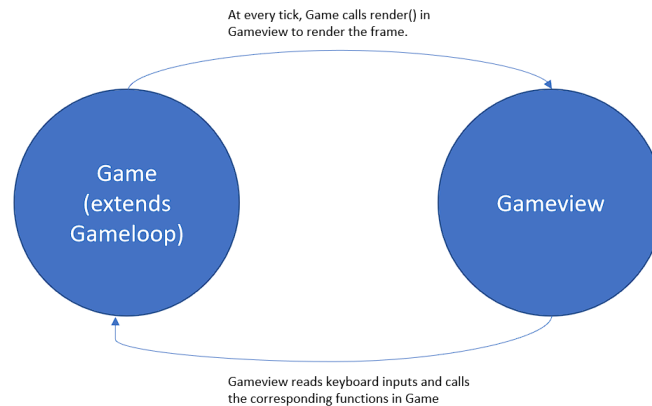 At every tick, Game calls render() in
Gameview to render the frame.
Game
(extends
Gameloop)
Gameview
Gameview reads keyboard inputs and calls
the corresponding functions in Game